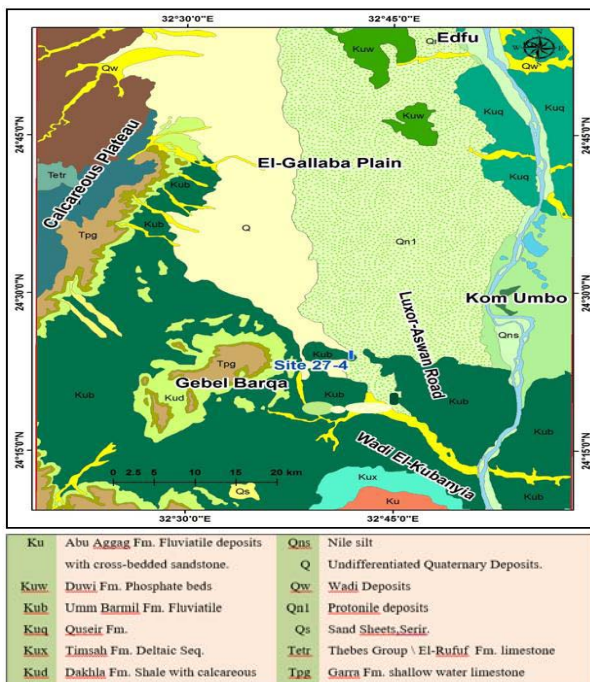 32°30'0"E 32°45'0"E
Edfu
Qw
Kuw
Qn
N
W
E
Qw
Kuw
Kuq
Kuq
24°45'0"N 24°45'0"N
Calcareous Plateau
El-Gallaba Plain
Tetr
Kub
Kub
Kuq
Tpg
Q
Qn1
24°30'0"N 24°30'0"N
Kom Umbo
Luxor-Aswan Road
Qns
Kub
Tpg
Site 27-4
Gebel Barqa
Kub
Kud
Kub
Kub
Kub
24°15'0"N 24°15'0"N
Wadi El-Kubanyia
0 2.5 5 10 15 20 km
Qs
Kux
Ku
Kub
32°30'0"E 32°45'0"E
Ku Abu Aggag Fm. Fluviatile deposits Qns Nile silt
with cross-bedded sandstone. Q Undifferentiated Quaternary Deposits.
Kuw Duwi Fm. Phosphate beds Qw Wadi Deposits
Kub Umm Barmil Fm. Fluviatile Qn1 Protonile deposits
Kuq Quseir Fm. Qs Sand Sheets,Serir.
Kux Timsah Fm. Deltaic Seq. Tetr Thebes Group \ El-Rufuf Fm. limestone
Kud Dakhla Fm. Shale with calcareous Tpg Garra Fm. shallow water limestone